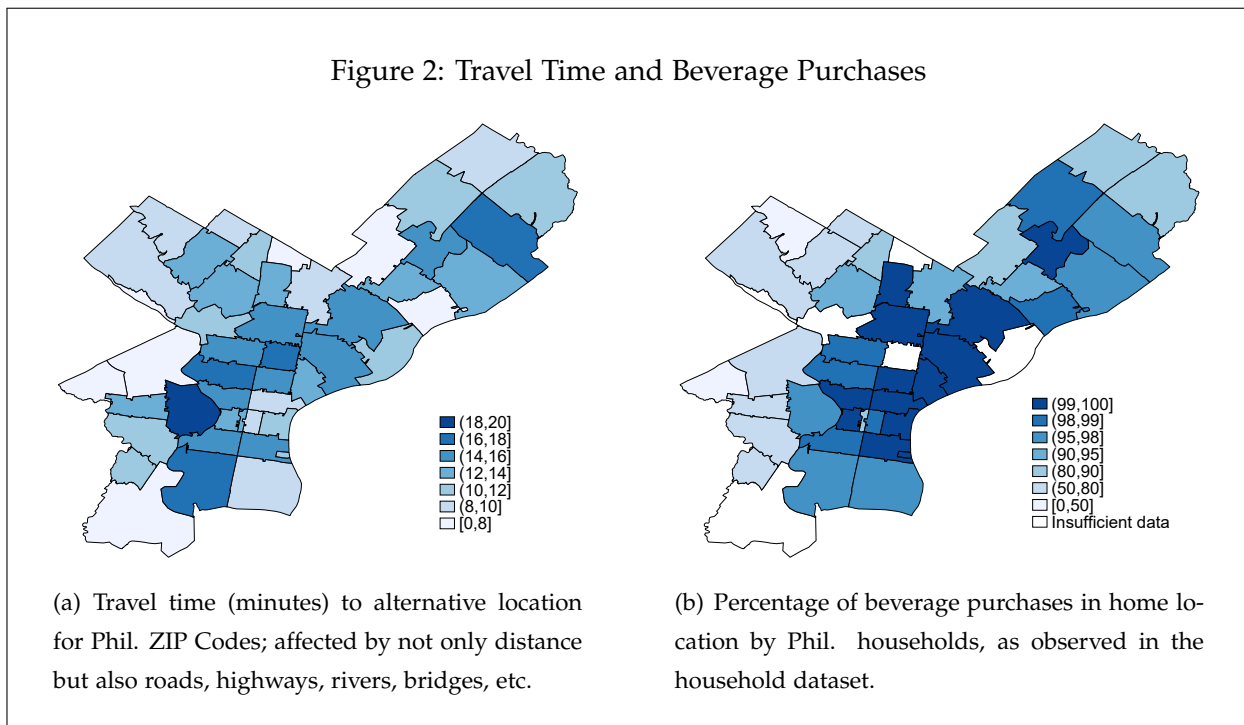 Figure 2: Travel Time and Beverage Purchases
(18,20]
(16,18]
(14,16]
(12,14]
(10,12]
(8,10]
[0,8]
(99,100]
(98,99]
(95,98]
(90,95]
(80,90]
(50,80]
[0,50]
Insufficient data
(a) Travel time (minutes) to alternative location
for Phil. ZIP Codes; affected by not only distance
but also roads, highways, rivers, bridges, etc.
(b) Percentage of beverage purchases in home lo-
cation by Phil. households, as observed in the
household dataset.